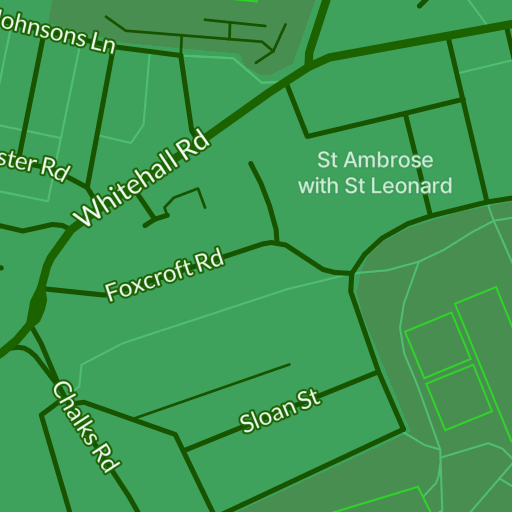 Johnsons Ln
ster Rd
Whitehall Rd
St Ambrose
with St Leonard
Foxcroft Rd
Chalks Rd
Sloan St